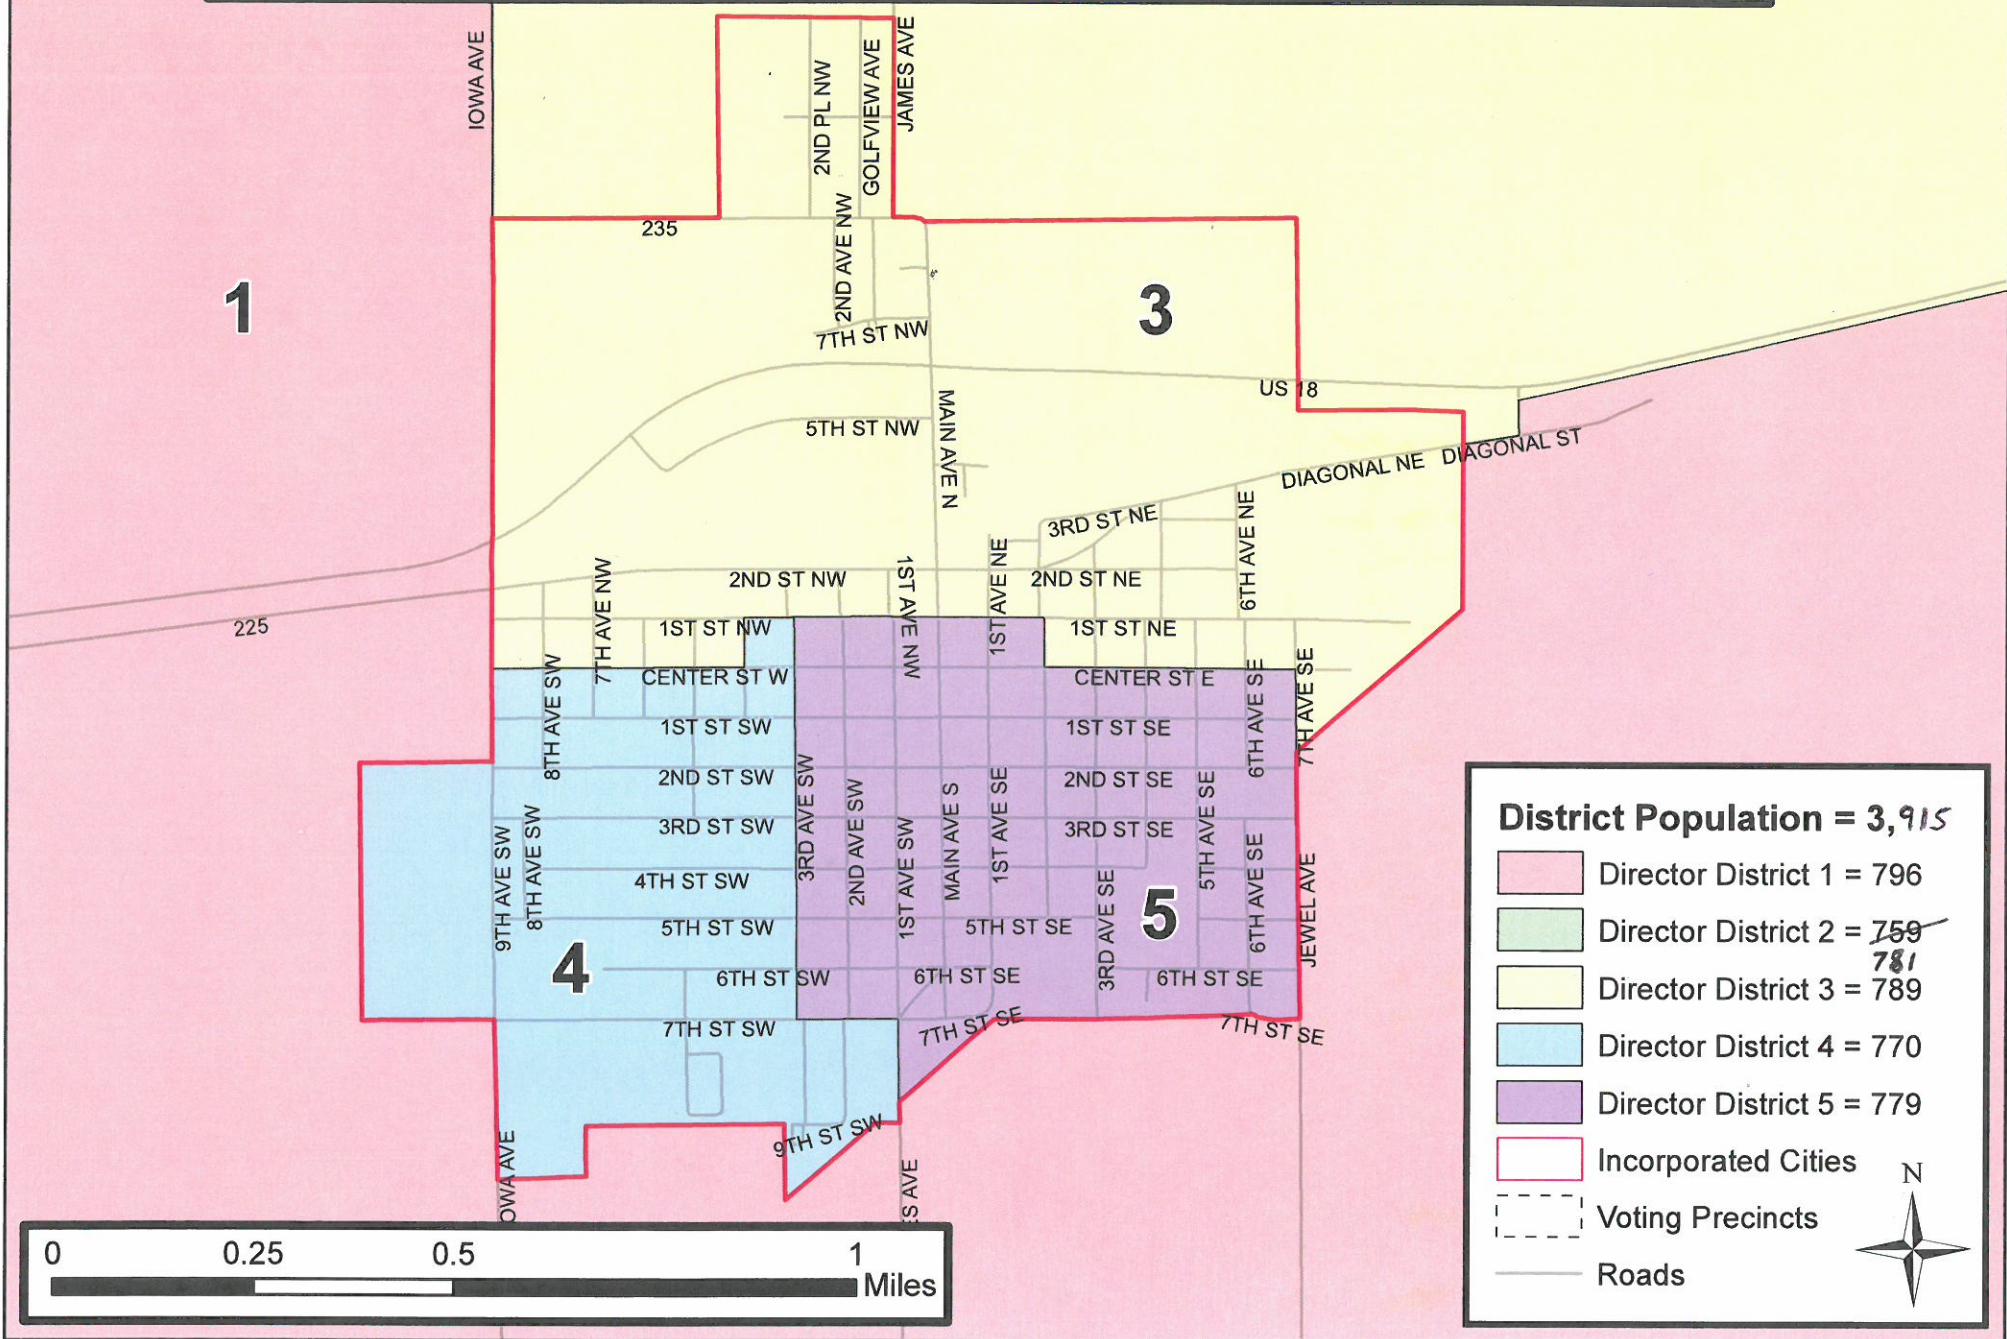 IOWA AVE
2ND PL NW
GOLFVIEW AVE
JAMES AVE
235
2ND AVE NW
1
3
7TH ST NW
US 18
5TH ST NW
MAIN AVE N
DIAGONAL NE
DIAGONAL ST
3RD ST NE
6TH AVE NE
7TH AVE NW
2ND ST NW
1ST AVE NW
1ST AVE NE
2ND ST NE
225
1ST ST NW
1ST ST NE
8TH AVE SW
CENTER ST W
CENTER ST E
6TH AVE SE
7TH AVE SE
1ST ST SW
1ST ST SE
2ND ST SW
3RD AVE SW
2ND AVE SW
MAIN AVE S
1ST AVE SE
2ND ST SE
5TH AVE SE
9TH AVE SW
8TH AVE SW
3RD ST SW
1ST AVE SW
3RD ST SE
6TH AVE SE
JEWEL AVE
4TH ST SW
3RD AVE SE
5TH ST SW
5TH ST SE
5
4
6TH ST SW
6TH ST SE
6TH ST SE
7TH ST SW
7TH ST SE
7TH ST SE
9TH ST SW
OWA AVE
ES AVE
District Population = 3,915
Director District 1 = 796
Director District 2 = 759
781
Director District 3 = 789
Director District 4 = 770
Director District 5 = 779
Incorporated Cities
N
Voting Precincts
Roads
0 0.25 0.5 1
Miles